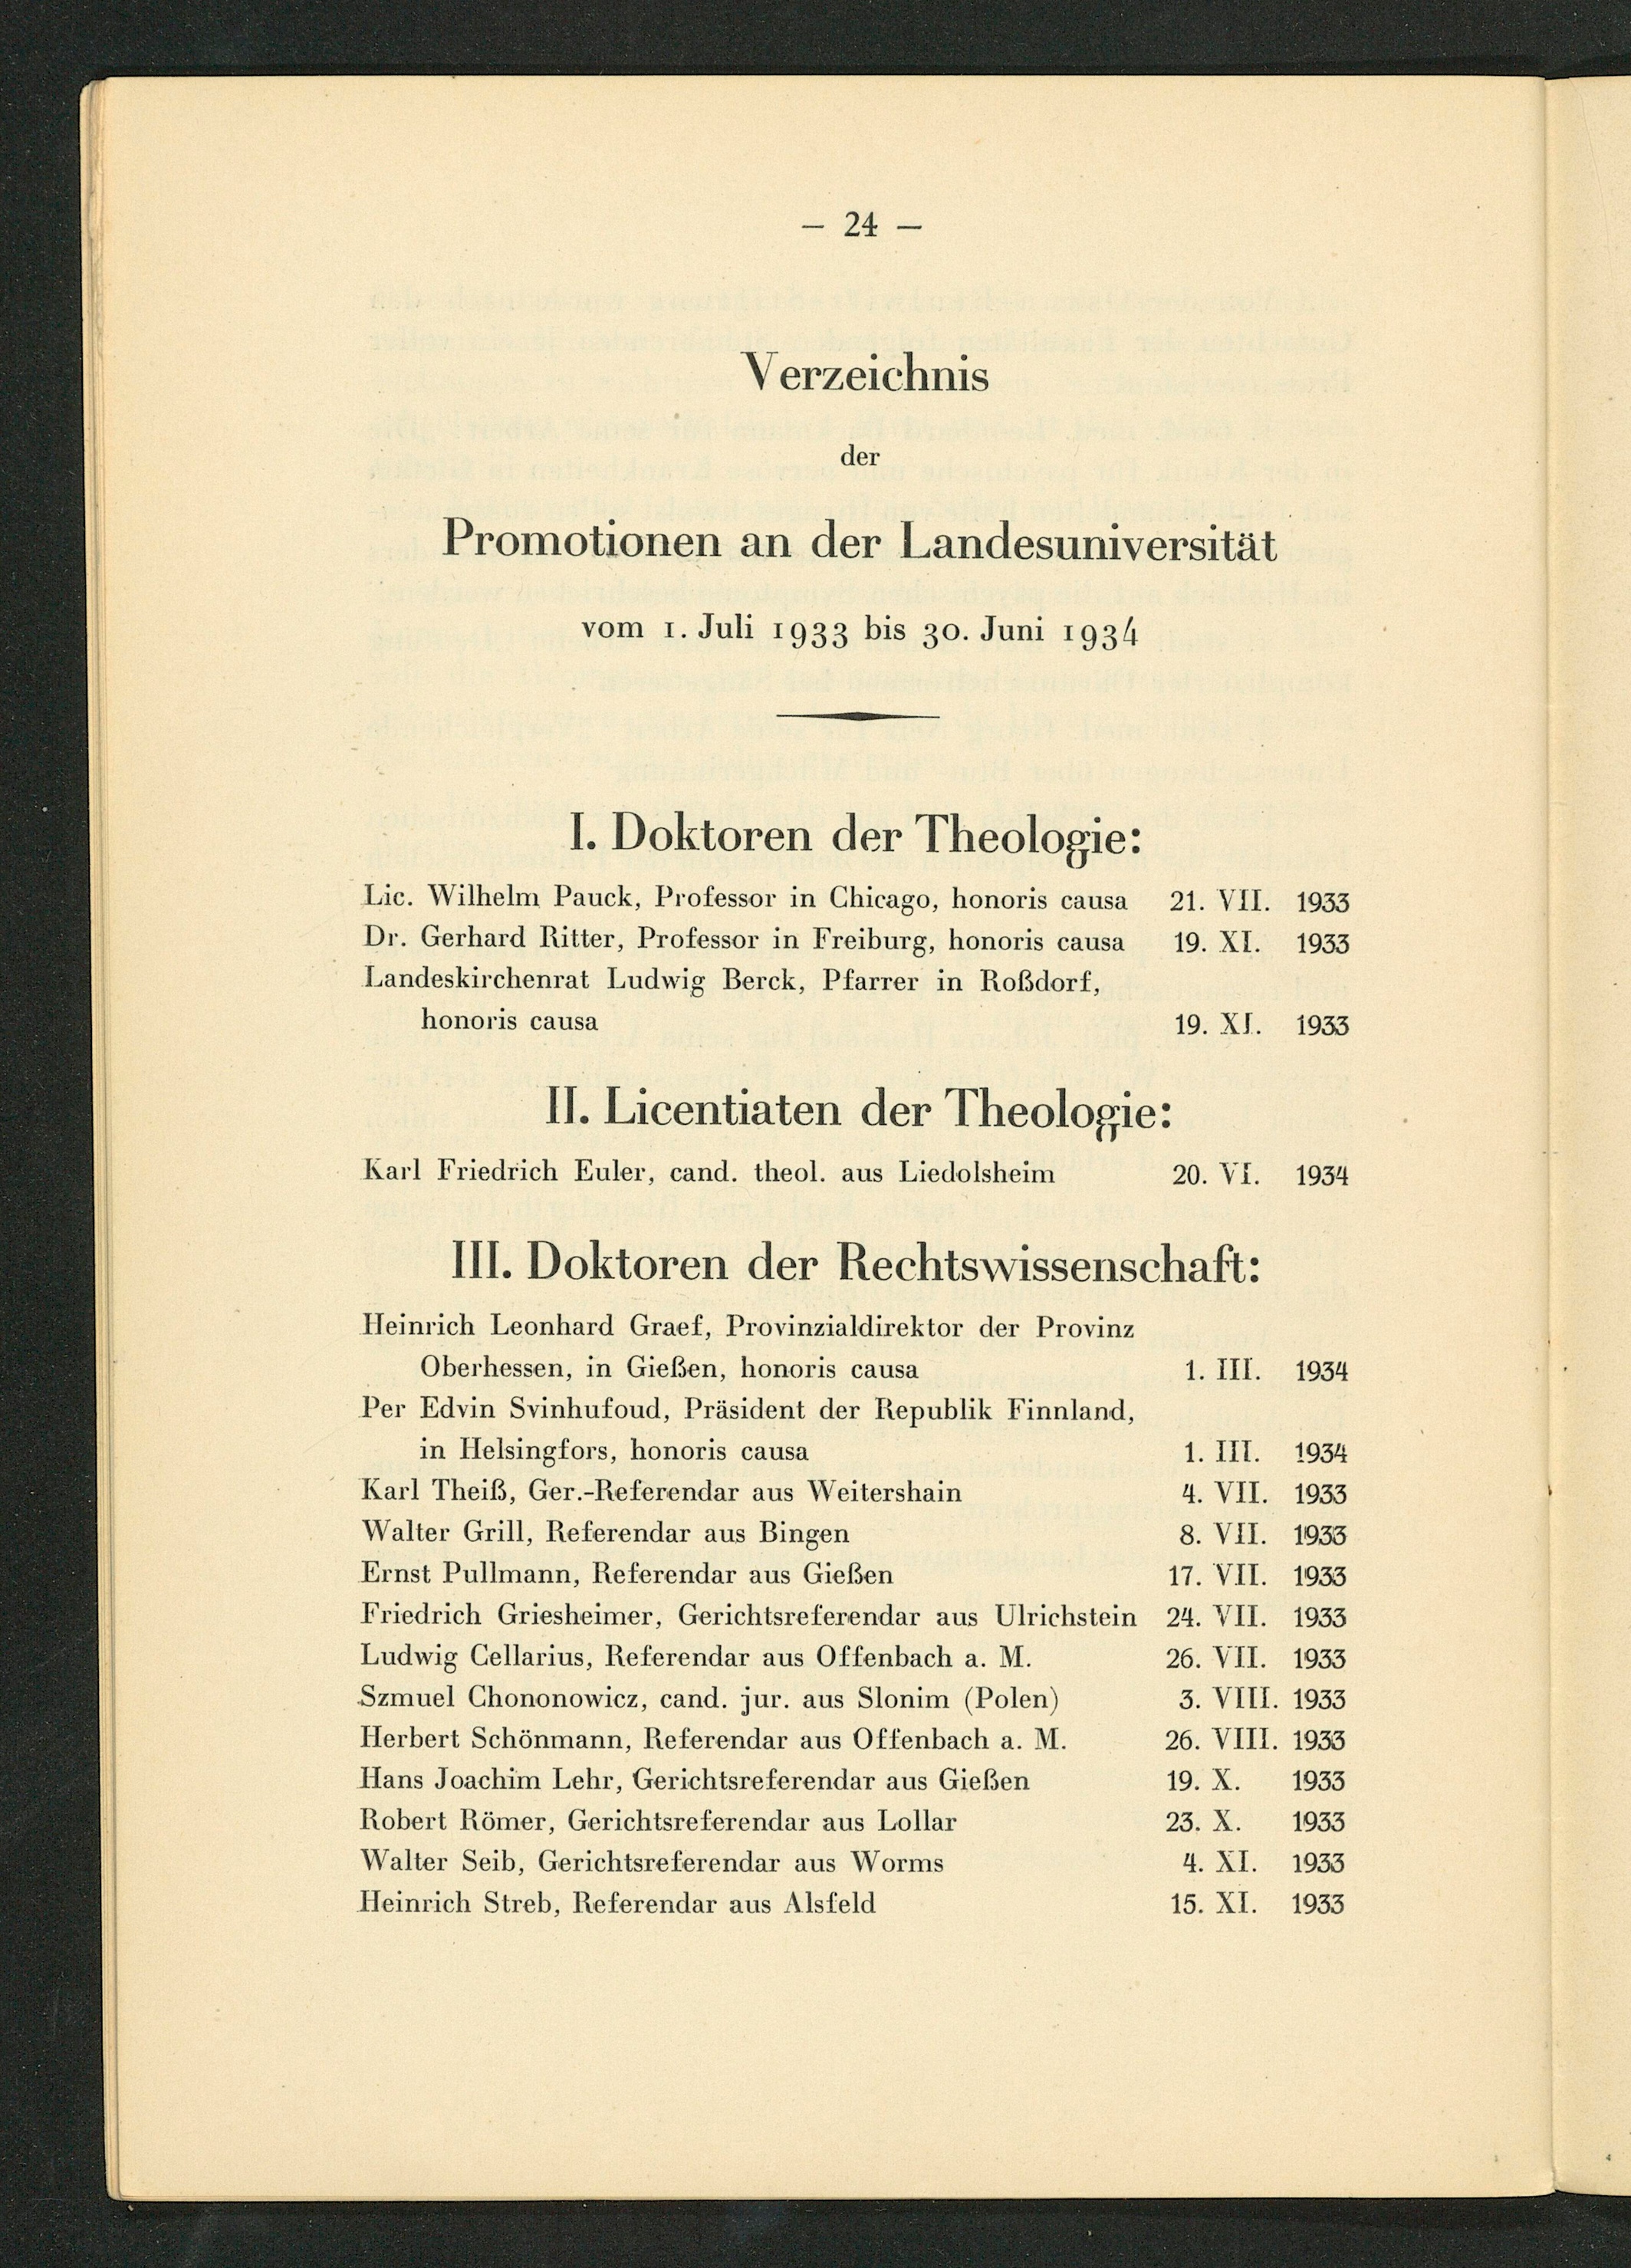 — 24 —
Verzeichnis
der
Promotionen an der Landesuniversität
vom 1. Juli 1933 bis 30. Juni 1934
I. Doktoren der Theologie:
Lic. Wilhelm Pauck, Professor in Chicago, honoris causa 21. VII. 1933
Dr. Gerhard Ritter, Professor in Freiburg, honoris causa 19. XI. 1933
Landeskirchenrat Ludwig Berck, Pfarrer in Roßdorf,
honoris causa 19. XI. 1933
II. Licentiaten der Theologie:
Karl Friedrich Euler, cand. theol. aus Liedolsheim 20. VI. 1934
III. Doktoren der Rechtswissenschaft:
Heinrich Leonhard Graef, Provinzialdirektor der Provinz
Oberhessen, in Gießen, honoris causa 1. III. 1934
Per Edvin Svinhufoud, Präsident der Republik Finnland,
in Helsingfors, honoris causa 1. III. 1934
Karl Theiß, Ger.-Referendar aus Weitershain 4. VII. 1933
Walter Grill, Referendar aus Bingen 8. VII. 1933
Ernst Pullmann, Referendar aus Gießen 17. VII. 1933
Friedrich Griesheimer, Gerichtsreferendar aus Ulrichstein 24. VII. 1933
Ludwig Cellarius, Referendar aus Offenbach a. M. 26. VII. 1933
Szmuel Chononowicz, cand. jur. aus Slonim (Polen) 3. VIII. 1933
Herbert Schönmann, Referendar aus Offenbach a. M. 26. VIII. 1933
Hans Joachim Lehr, Gerichtsreferendar aus Gießen 19. X. 1933
Robert Römer, Gerichtsreferendar aus Lollar 23. X. 1933
Walter Seib, Gerichtsreferendar aus Worms 4. XI. 1933
Heinrich Streb, Referendar aus Alsfeld 15. XI. 1933